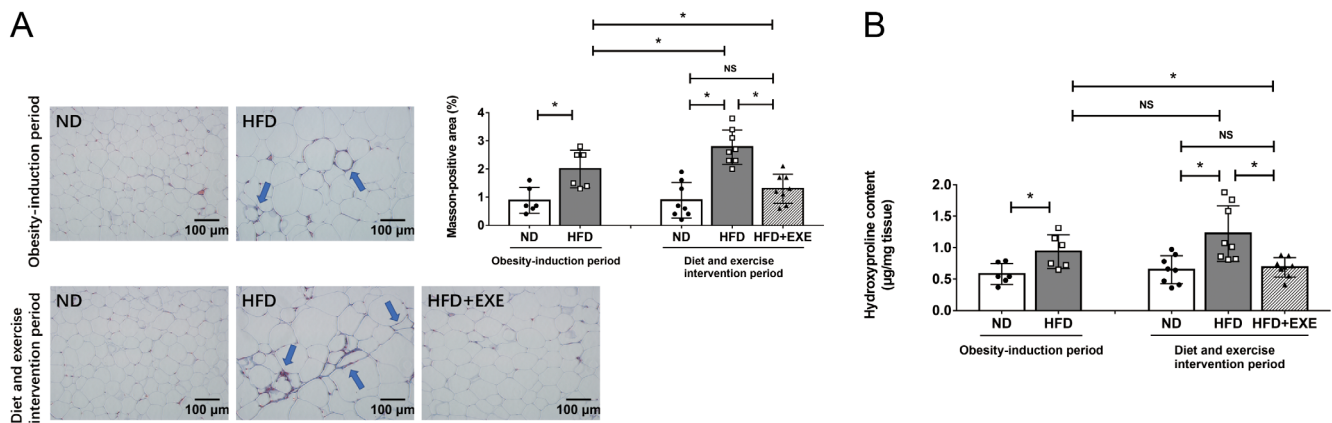 A
Obesity-induction period
ND
100 μm
HFD
100 μm
Diet and exercise
intervention period
ND
100 μm
HFD
100 μm
HFD+EXE
100 μm
*
*
NS
*
*
*
Masson-positive area (%)
4
3
2
1
0
ND
HFD
ND
HFD
HFD+EXE
Obesity-induction period
Diet and exercise
intervention period
B
*
NS
NS
*
*
*
Hydroxyproline content
(μg/mg tissue)
2.0
1.5
1.0
0.5
0.0
ND
HFD
ND
HFD
HFD+EXE
Obesity-induction period
Diet and exercise
intervention period